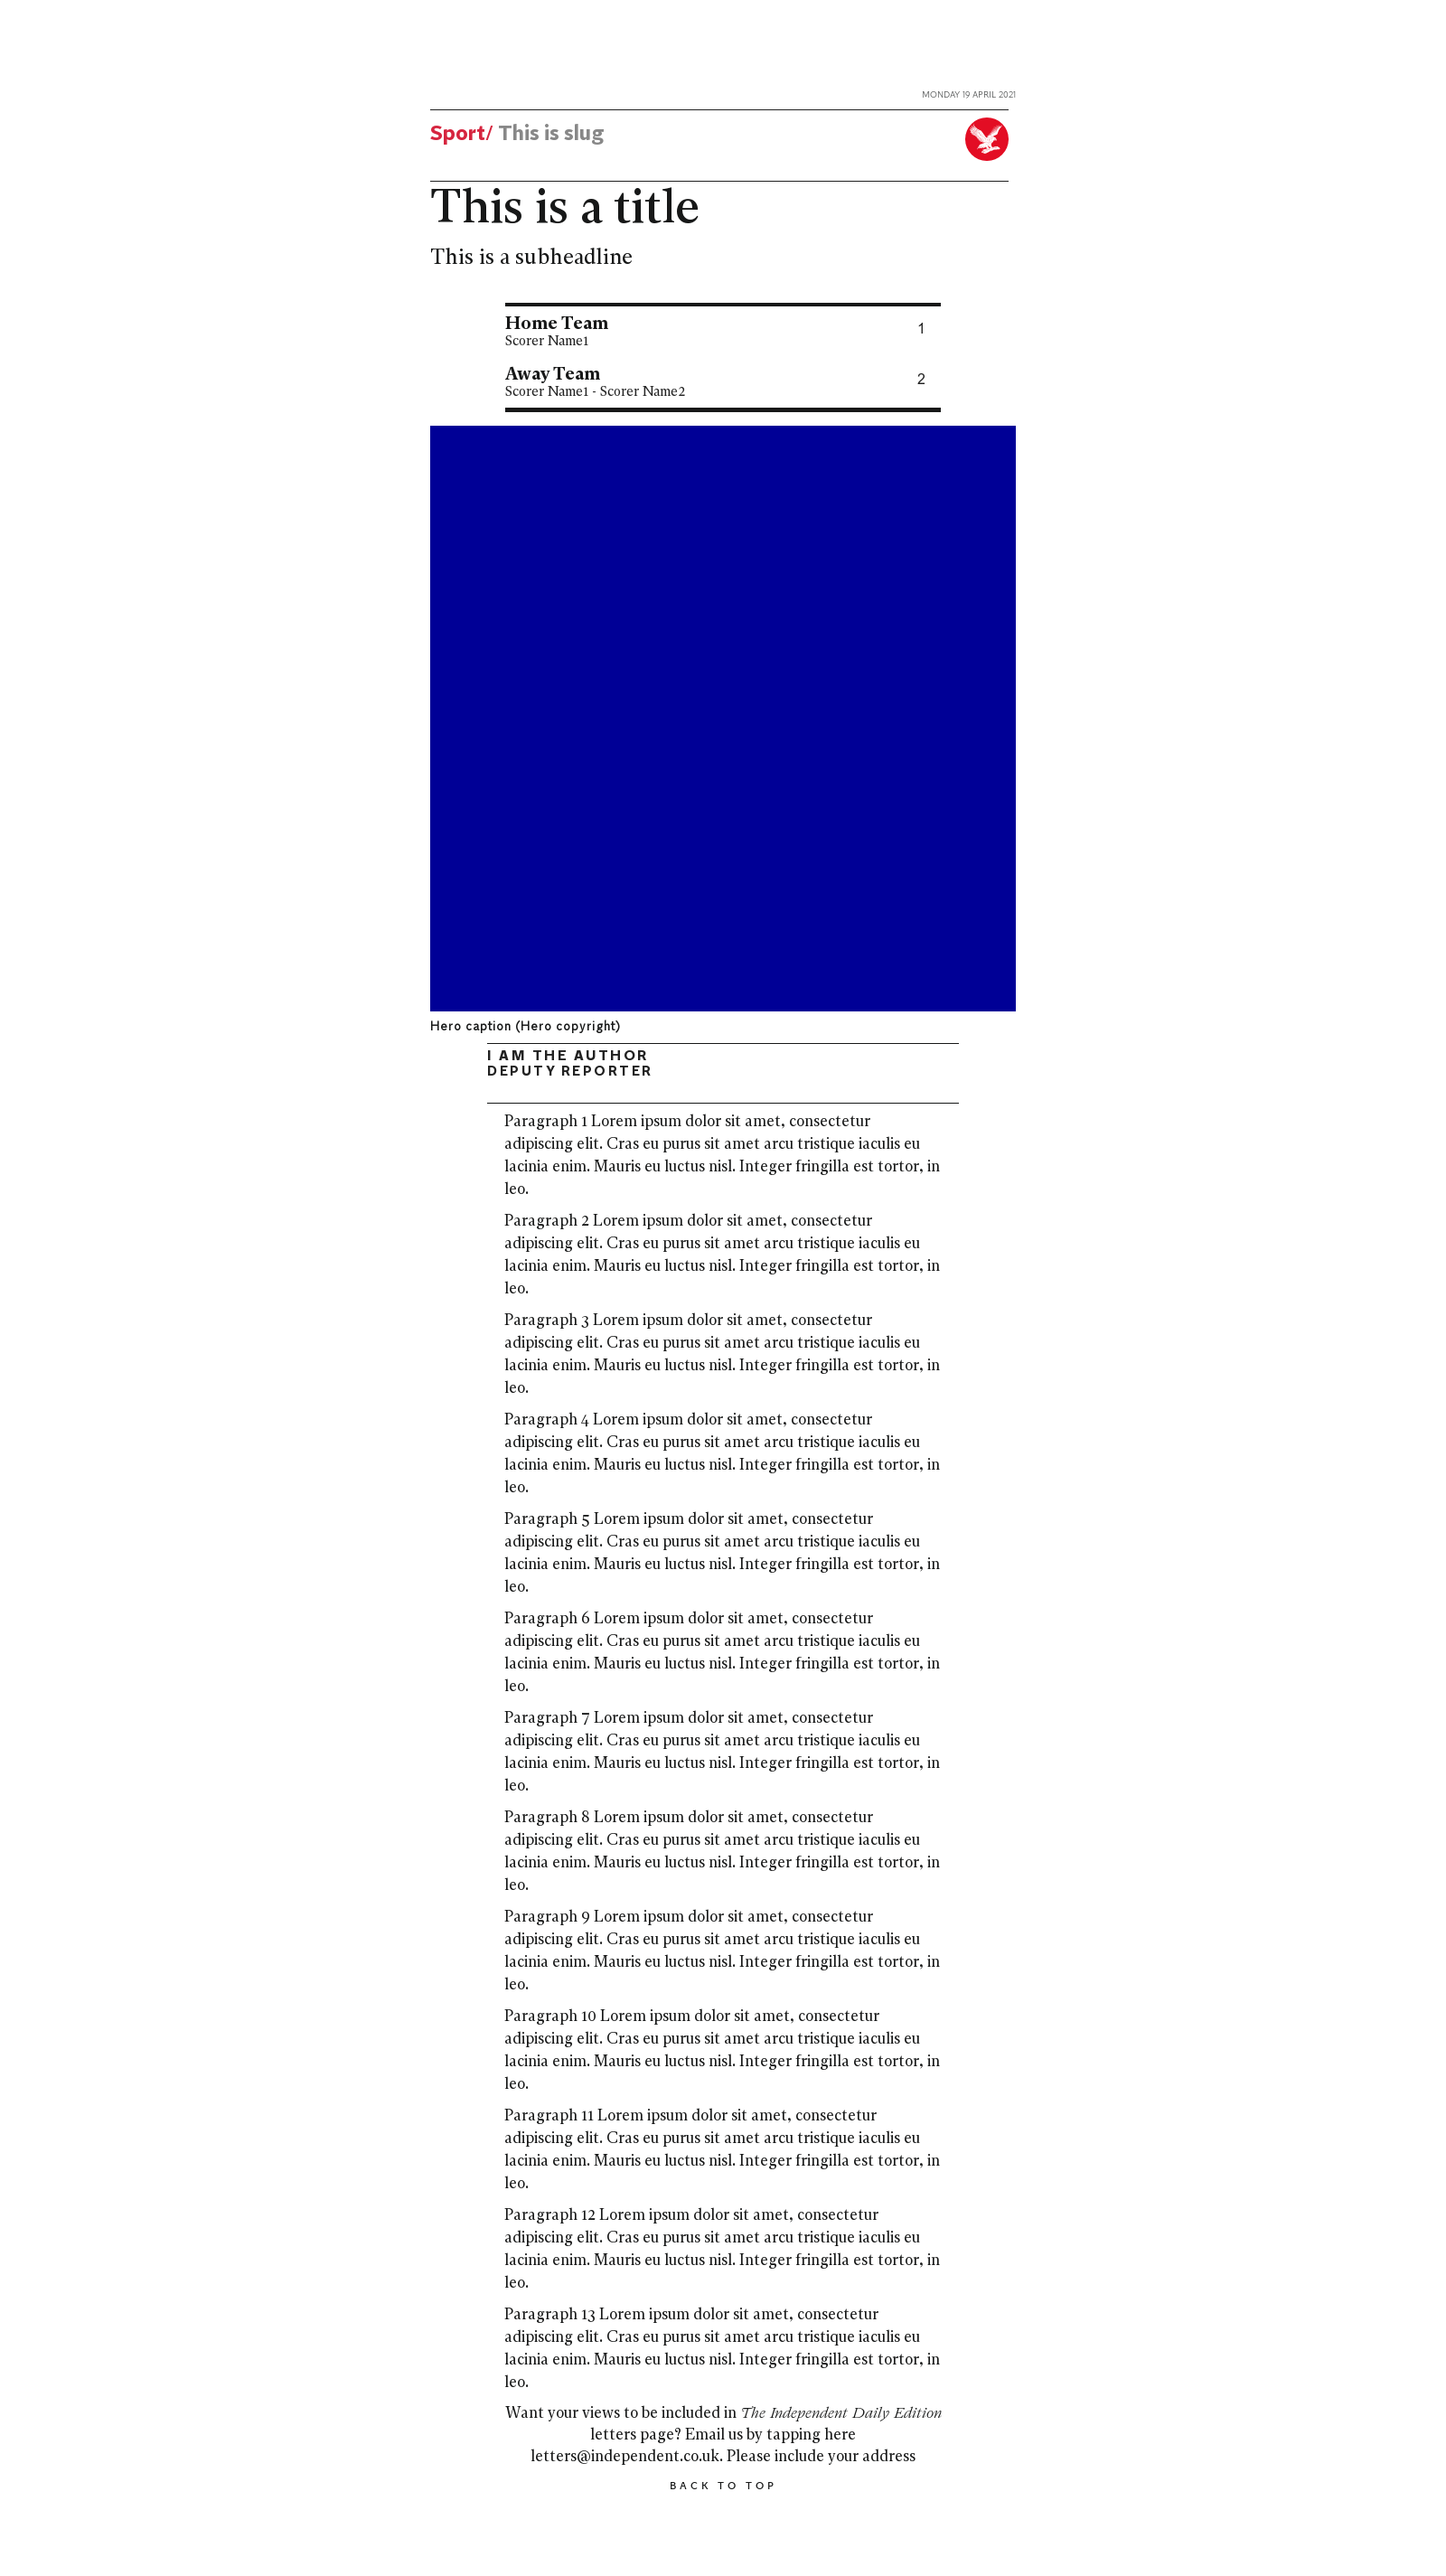 MONDAY 19 APRIL 2021
Sport/ This is slug
This is a title
This is a subheadline
Home Team
1
Scorer Name1
Away Team
2
Scorer Name1 - Scorer Name2
Hero caption (Hero copyright)
I AM THE AUTHOR
DEPUTY REPORTER
Paragraph 1 Lorem ipsum dolor sit amet, consectetur
adipiscing elit. Cras eu purus sit amet arcu tristique iaculis eu
lacinia enim. Mauris eu luctus nisl. Integer fringilla est tortor, in
leo.
Paragraph 2 Lorem ipsum dolor sit amet, consectetur
adipiscing elit. Cras eu purus sit amet arcu tristique iaculis eu
lacinia enim. Mauris eu luctus nisl. Integer fringilla est tortor, in
leo.
Paragraph 3 Lorem ipsum dolor sit amet, consectetur
adipiscing elit. Cras eu purus sit amet arcu tristique iaculis eu
lacinia enim. Mauris eu luctus nisl. Integer fringilla est tortor, in
leo.
Paragraph 4 Lorem ipsum dolor sit amet, consectetur
adipiscing elit. Cras eu purus sit amet arcu tristique iaculis eu
lacinia enim. Mauris eu luctus nisl. Integer fringilla est tortor, in
leo.
Paragraph 5 Lorem ipsum dolor sit amet, consectetur
adipiscing elit. Cras eu purus sit amet arcu tristique iaculis eu
lacinia enim. Mauris eu luctus nisl. Integer fringilla est tortor, in
leo.
Paragraph 6 Lorem ipsum dolor sit amet, consectetur
adipiscing elit. Cras eu purus sit amet arcu tristique iaculis eu
lacinia enim. Mauris eu luctus nisl. Integer fringilla est tortor, in
leo.
Paragraph 7 Lorem ipsum dolor sit amet, consectetur
adipiscing elit. Cras eu purus sit amet arcu tristique iaculis eu
lacinia enim. Mauris eu luctus nisl. Integer fringilla est tortor, in
leo.
Paragraph 8 Lorem ipsum dolor sit amet, consectetur
adipiscing elit. Cras eu purus sit amet arcu tristique iaculis eu
lacinia enim. Mauris eu luctus nisl. Integer fringilla est tortor, in
leo.
Paragraph 9 Lorem ipsum dolor sit amet, consectetur
adipiscing elit. Cras eu purus sit amet arcu tristique iaculis eu
lacinia enim. Mauris eu luctus nisl. Integer fringilla est tortor, in
leo.
Paragraph 10 Lorem ipsum dolor sit amet, consectetur
adipiscing elit. Cras eu purus sit amet arcu tristique iaculis eu
lacinia enim. Mauris eu luctus nisl. Integer fringilla est tortor, in
leo.
Paragraph 11 Lorem ipsum dolor sit amet, consectetur
adipiscing elit. Cras eu purus sit amet arcu tristique iaculis eu
lacinia enim. Mauris eu luctus nisl. Integer fringilla est tortor, in
leo.
Paragraph 12 Lorem ipsum dolor sit amet, consectetur
adipiscing elit. Cras eu purus sit amet arcu tristique iaculis eu
lacinia enim. Mauris eu luctus nisl. Integer fringilla est tortor, in
leo.
Paragraph 13 Lorem ipsum dolor sit amet, consectetur
adipiscing elit. Cras eu purus sit amet arcu tristique iaculis eu
lacinia enim. Mauris eu luctus nisl. Integer fringilla est tortor, in
leo.
Want your views to be included in The Independent Daily Edition
letters page? Email us by tapping here
letters@independent.co.uk. Please include your address
BACK TO TOP